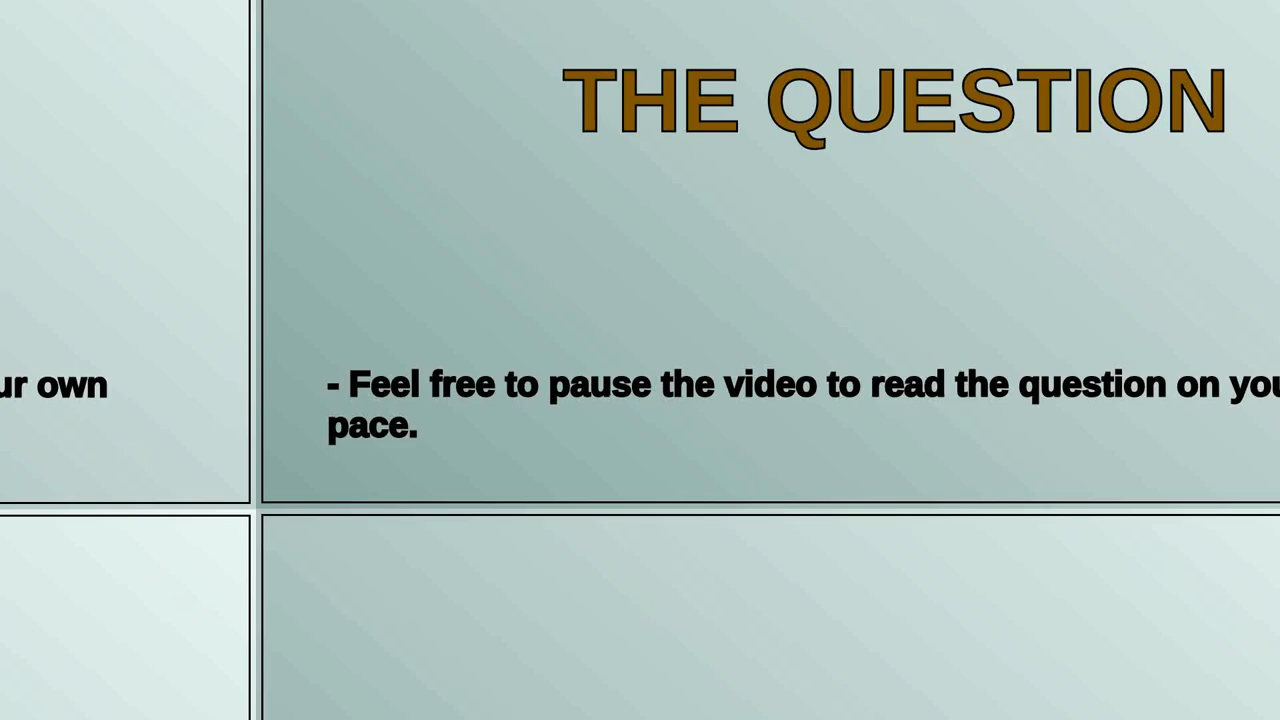 THE QUESTION
ur own
- Feel free to pause the video to read the question on you
pace.